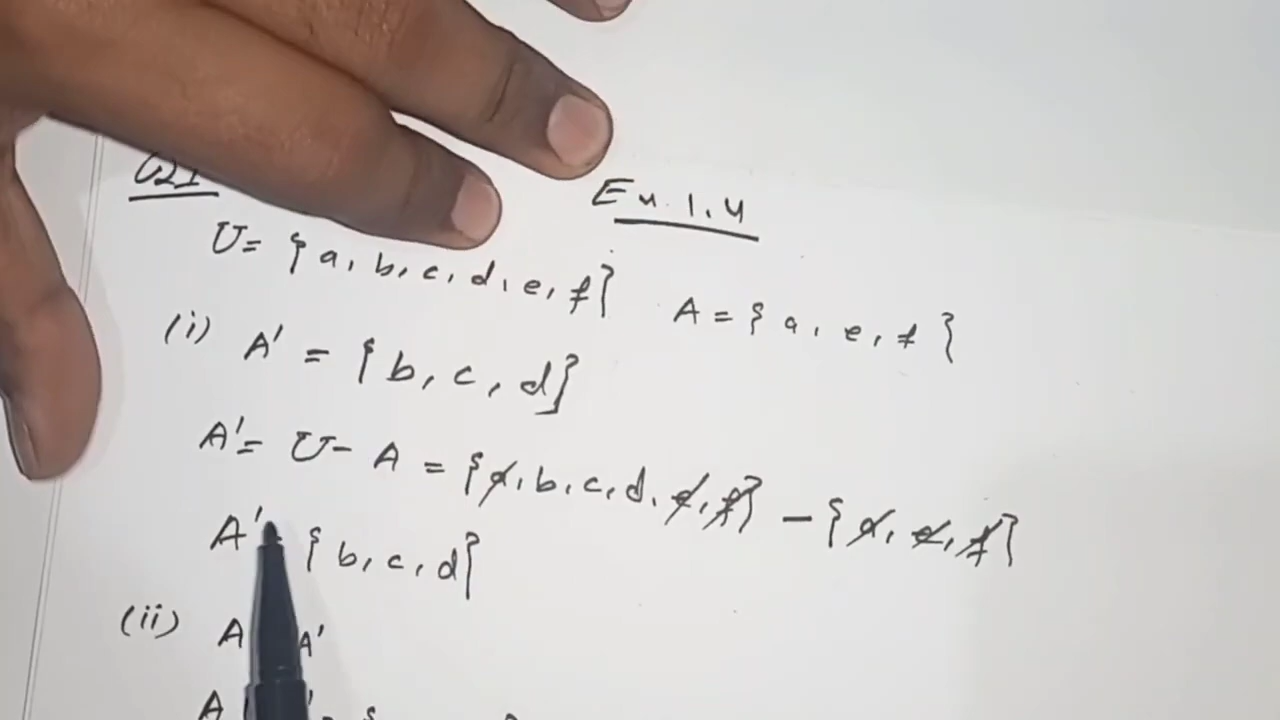 Q1
Ex. 1.4
U = {a, b, c, d, e, f} A = {a, e, f}
(i) A' = {b, c, d}
A' = U - A = {a, b, c, d, e, f} - {a, e, f}
A' = {b, c, d}
(ii) A A'
A